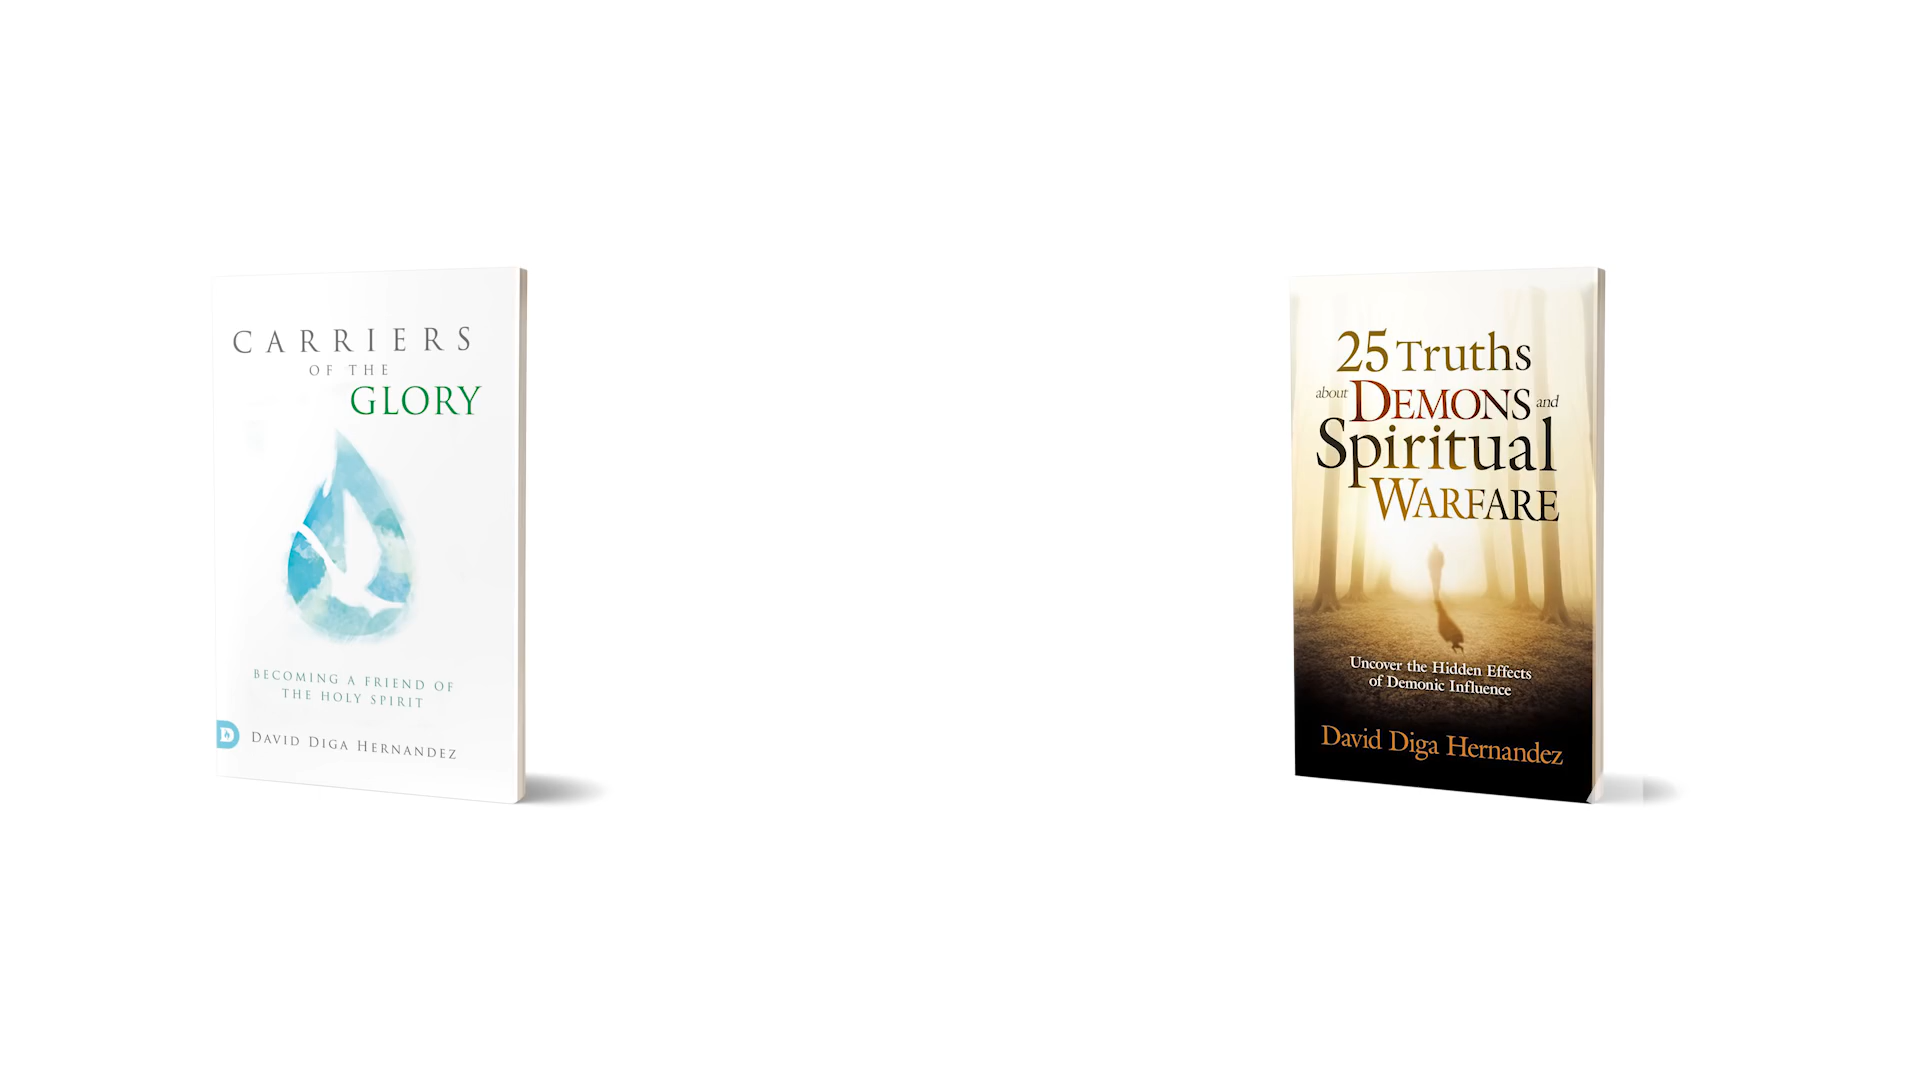 CARRIERS
OF THE
GLORY
BECOMING A FRIEND OF
THE HOLY SPIRIT
D
DAVID DIGA HERNANDEZ
25 Truths
about DEMONS and
Spiritual
WARFARE
Uncover the Hidden Effects
of Demonic Influence
David Diga Hernandez